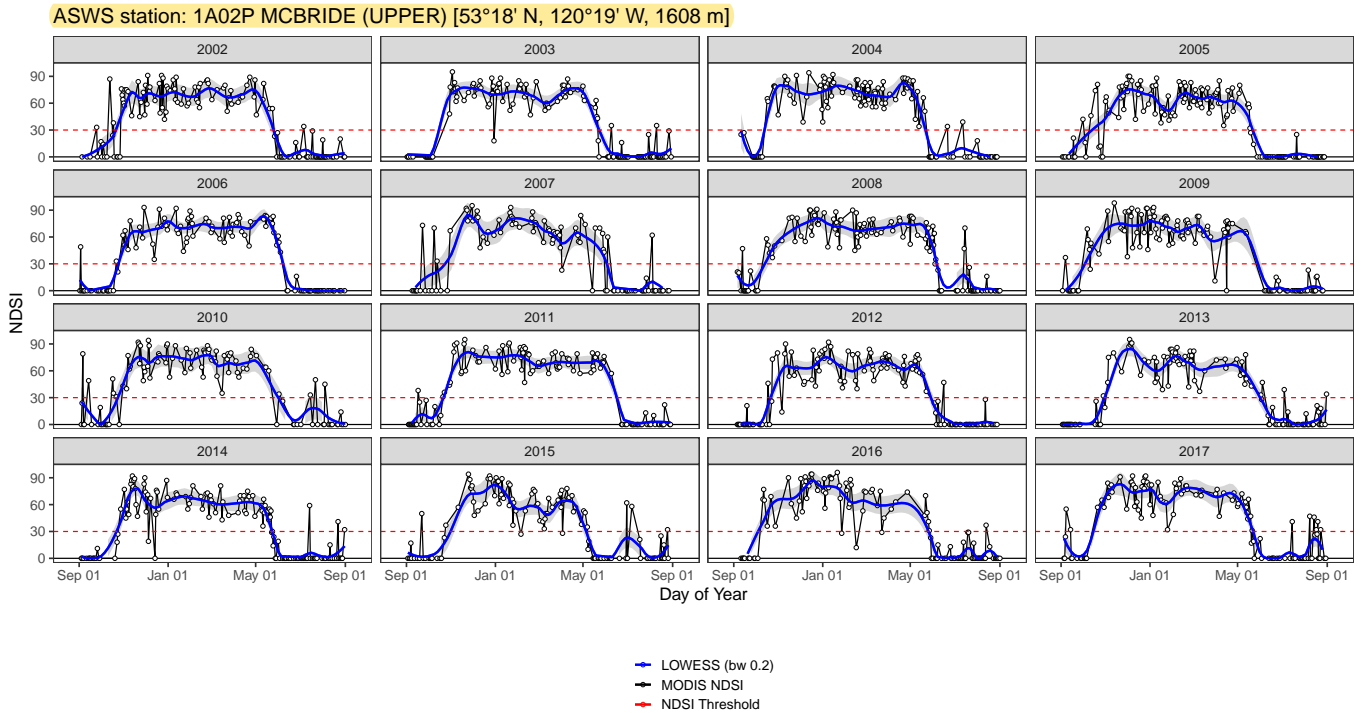 ASWS station: 1A02P MCBRIDE (UPPER) [53°18' N, 120°19' W, 1608 m]
2002 2003 2004 2005
90
60
30
0
2006 2007 2008 2009
90
60
30
0
2010 2011 2012 2013
90
60
30
0
2014 2015 2016 2017
90
60
30
0
NDSI
Sep 01 Jan 01 May 01 Sep 01 Sep 01 Jan 01 May 01 Sep 01 Sep 01 Jan 01 May 01 Sep 01 Sep 01 Jan 01 May 01 Sep 01
Day of Year
LOWESS (bw 0.2)
MODIS NDSI
NDSI Threshold